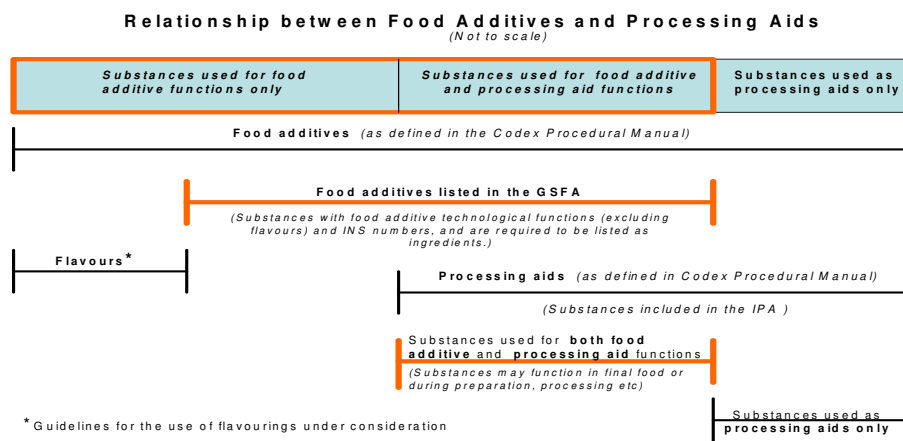 Relationship between Food Additives and Processing Aids
(Not to scale)
Substances used for food
additive functions only
Substances used for food additive
and processing aid functions
Substances used as
processing aids only
Food additives (as defined in the Codex Procedural Manual)
Food additives listed in the GSFA
(Substances with food additive technological functions (excluding
flavours) and INS numbers, and are required to be listed as
ingredients.)
Flavours*
Processing aids (as defined in Codex Procedural Manual)
(Substances included in the IPA )
Substances used for both food
additive and processing aid functions
(Substances may function in final food or
during preparation, processing etc)
* Guidelines for the use of flavourings under consideration
Substances used as
processing aids only